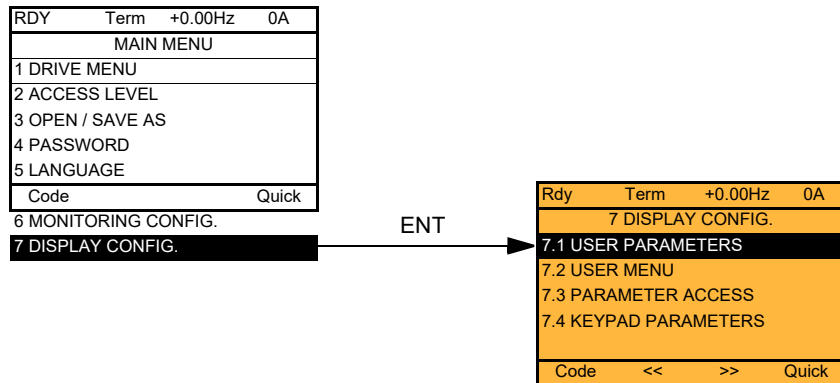 RDY Term +0.00Hz 0A
MAIN MENU
1 DRIVE MENU
2 ACCESS LEVEL
3 OPEN / SAVE AS
4 PASSWORD
5 LANGUAGE
Code Quick
6 MONITORING CONFIG.
7 DISPLAY CONFIG.
ENT
Rdy Term +0.00Hz 0A
7 DISPLAY CONFIG.
7.1 USER PARAMETERS
7.2 USER MENU
7.3 PARAMETER ACCESS
7.4 KEYPAD PARAMETERS
Code << >> Quick